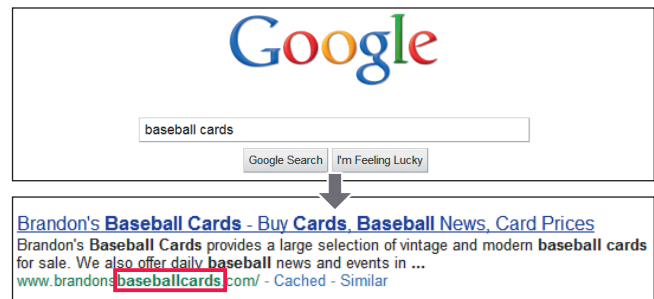 Google
baseball cards
Google Search I'm Feeling Lucky
Brandon's Baseball Cards - Buy Cards, Baseball News, Card Prices
Brandon's Baseball Cards provides a large selection of vintage and modern baseball cards
for sale. We also offer daily baseball news and events in ...
www.brandonsbaseballcards.com/ - Cached - Similar